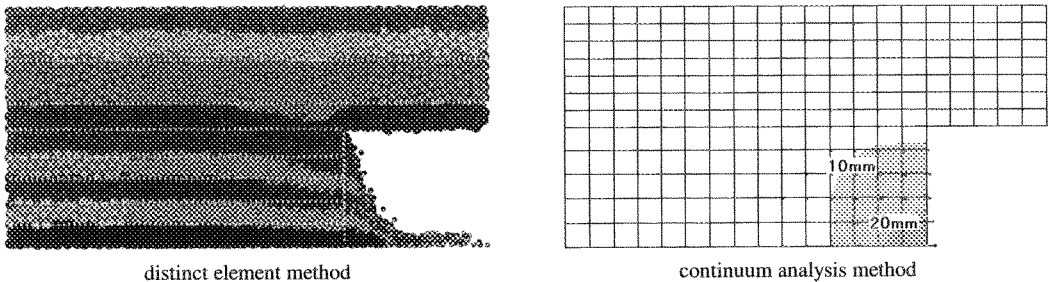 10mm
20mm
distinct element method
continuum analysis method